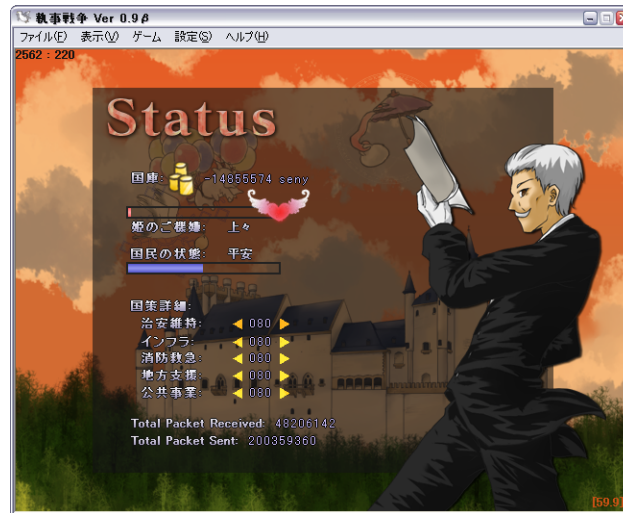 執事戦争 Ver 0.9β
ファイル(F) 表示(V) ゲーム 設定(S) ヘルプ(H)
2562 : 220
Status
国庫: -14855574 seny
姫のご機嫌: 上々
国民の状態: 平安
国策詳細:
治安維持: 080
インフラ: 080
消防救急: 080
地方支援: 080
公共事業: 080
Total Packet Received: 48206142
Total Packet Sent: 200359360
[59.9]